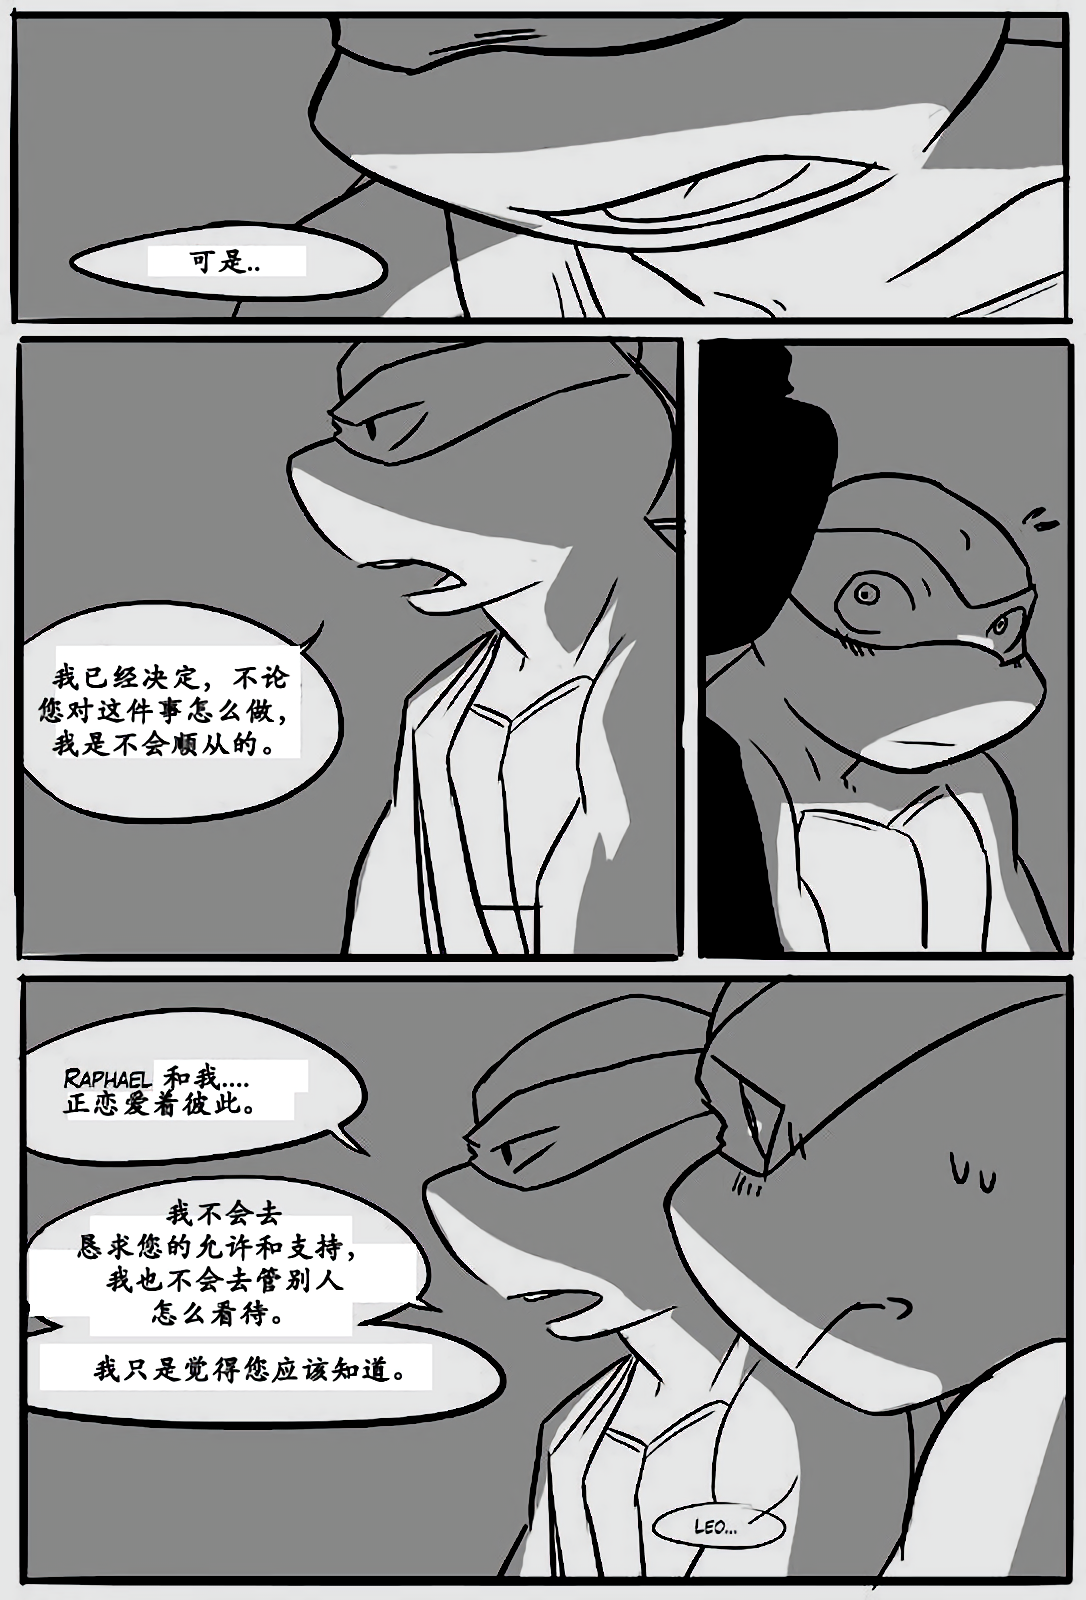 可是..
我已经决定，不论
您对这件事怎么做，
我是不会顺从的。
RAPHAEL 和我....
正恋爱着彼此。
我不会去
恳求您的允许和支持，
我也不会去管别人
怎么看待。
我只是觉得您应该知道。
LEO...